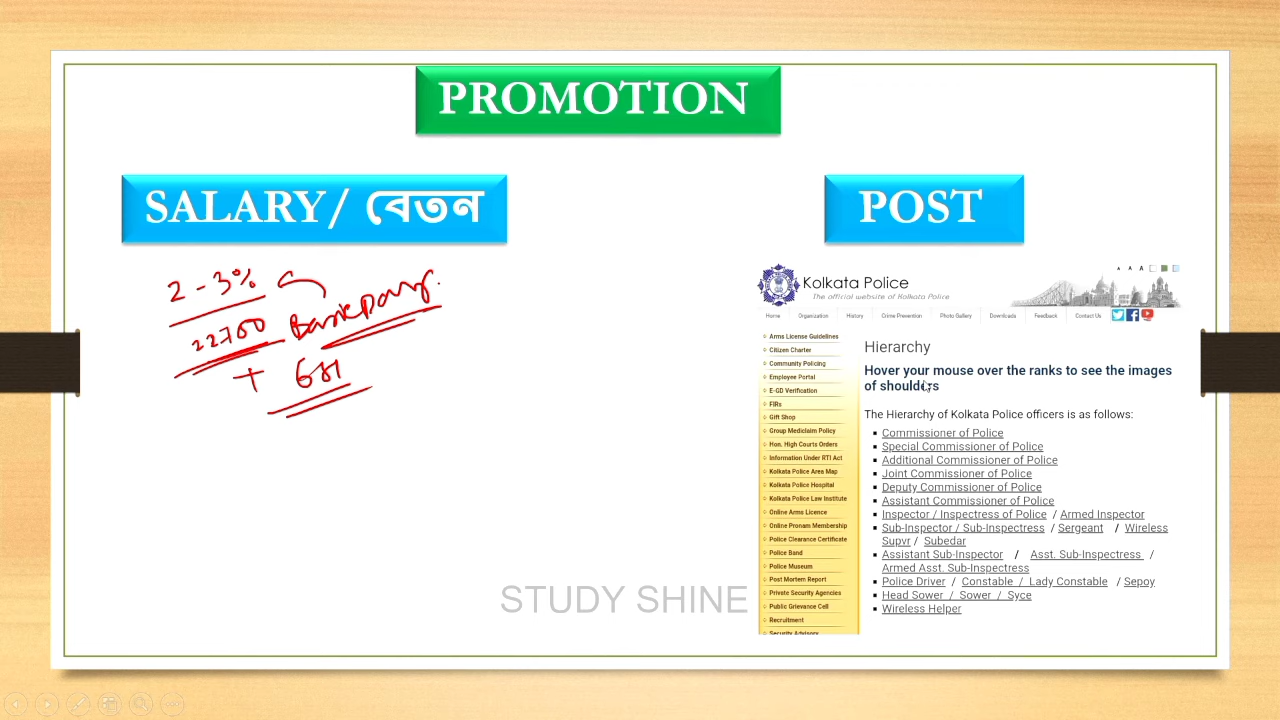 PROMOTION
SALARY/ বেতন
POST
2-3%
22700 Basic Pay.
+ 681
Kolkata Police
The official website of Kolkata Police
A A A
Home Organization History Crime Prevention Photo Gallery Downloads Feedback Contact Us
Arms License Guidelines
Citizen Charter
Community Policing
Employee Portal
E-GD Verification
FIRs
Gift Shop
Group Mediclaim Policy
Hon. High Courts Orders
Information Under RTI Act
Kolkata Police Area Map
Kolkata Police Hospital
Kolkata Police Law Institute
Online Arms Licence
Online Pronam Membership
Police Clearance Certificate
Police Band
Police Museum
Post Mortem Report
Private Security Agencies
Public Grievance Cell
Recruitment
Security Advisory
Hierarchy
Hover your mouse over the ranks to see the images
of shoulders
The Hierarchy of Kolkata Police officers is as follows:
Commissioner of Police
Special Commissioner of Police
Additional Commissioner of Police
Joint Commissioner of Police
Deputy Commissioner of Police
Assistant Commissioner of Police
Inspector / Inspectress of Police / Armed Inspector
Sub-Inspector / Sub-Inspectress / Sergeant / Wireless
Supvr / Subedar
Assistant Sub-Inspector / Asst. Sub-Inspectress /
Armed Asst. Sub-Inspectress
Police Driver / Constable / Lady Constable / Sepoy
Head Sower / Sower / Syce
Wireless Helper
STUDY SHINE